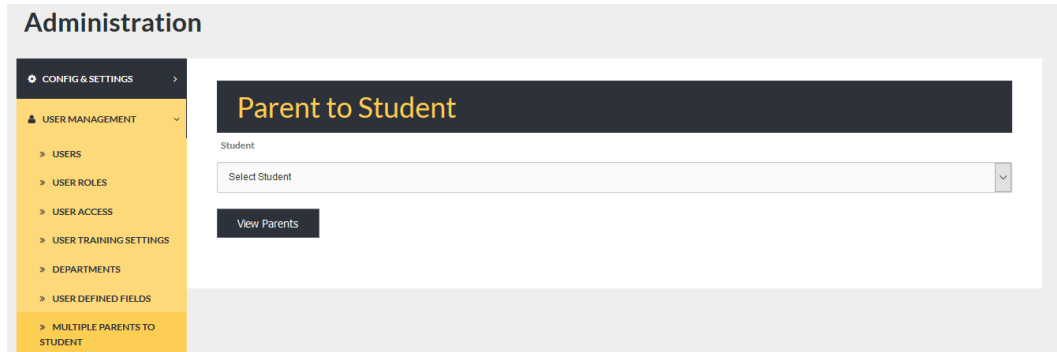 Administration
CONFIG & SETTINGS
USER MANAGEMENT
» USERS
» USER ROLES
» USER ACCESS
» USER TRAINING SETTINGS
» DEPARTMENTS
» USER DEFINED FIELDS
» MULTIPLE PARENTS TO
STUDENT
Parent to Student
Student
Select Student
View Parents